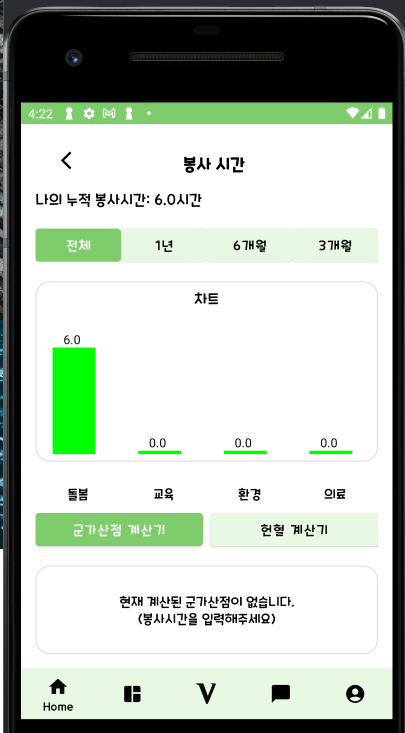 4:22
봉사 시간
나의 누적 봉사시간: 6.0시간
전체 1년 6개월 3개월
차트
6.0
0.0 0.0 0.0
돌봄 교육 환경 의료
군가산점 계산기 헌혈 계산기
현재 계산된 군가산점이 없습니다.
(봉사시간을 입력해주세요)
V
Home